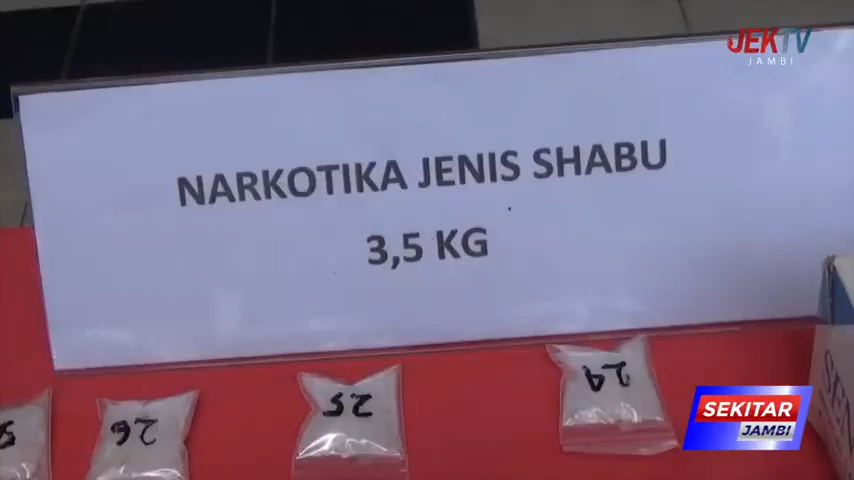 JEKTV
JAMBI
NARKOTIKA JENIS SHABU
3,5 KG
26
25
24
SEKITAR
JAMBI